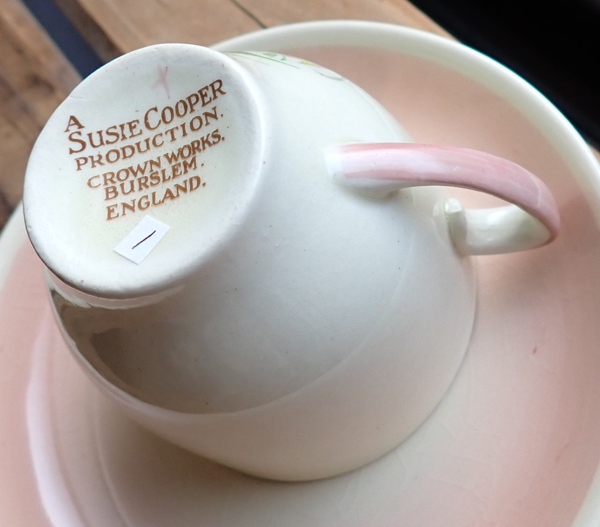 A
SUSIE COOPER
PRODUCTION.
CROWN WORKS.
BURSLEM.
ENGLAND.